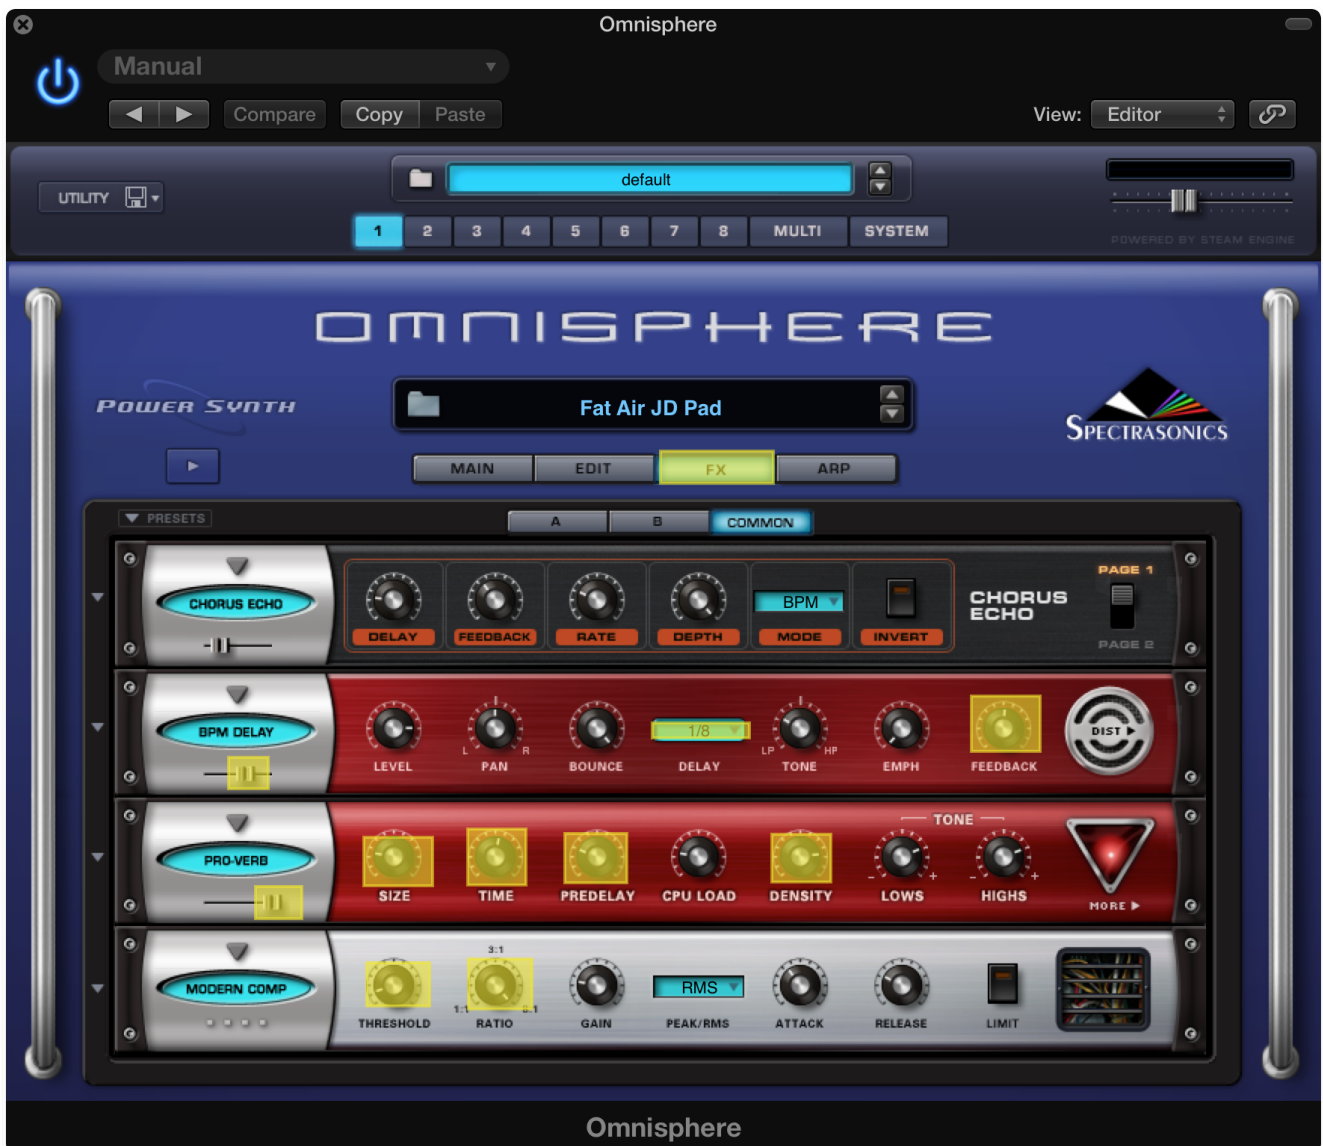 Omnisphere
Manual
Compare Copy Paste View: Editor
default
UTILITY
1 2 3 4 5 6 7 8 MULTI SYSTEM
POWERED BY STEAM ENGINE
OMNISPHERE
POWER SYNTH
Fat Air JD Pad
SPECTRASONICS
MAIN EDIT FX ARP
PRESETS
A B COMMON
CHORUS ECHO
BPM
DELAY FEEDBACK RATE DEPTH MODE INVERT
CHORUS
ECHO
PAGE 1
PAGE 2
BPM DELAY
1/8
L R LP HP
LEVEL PAN BOUNCE DELAY TONE EMPH FEEDBACK
DIST
PRO-VERB
TONE
- + - +
SIZE TIME PREDELAY CPU LOAD DENSITY LOWS HIGHS
MORE
MODERN COMP
3:1
RMS
THRESHOLD RATIO GAIN PEAK/RMS ATTACK RELEASE LIMIT
Omnisphere